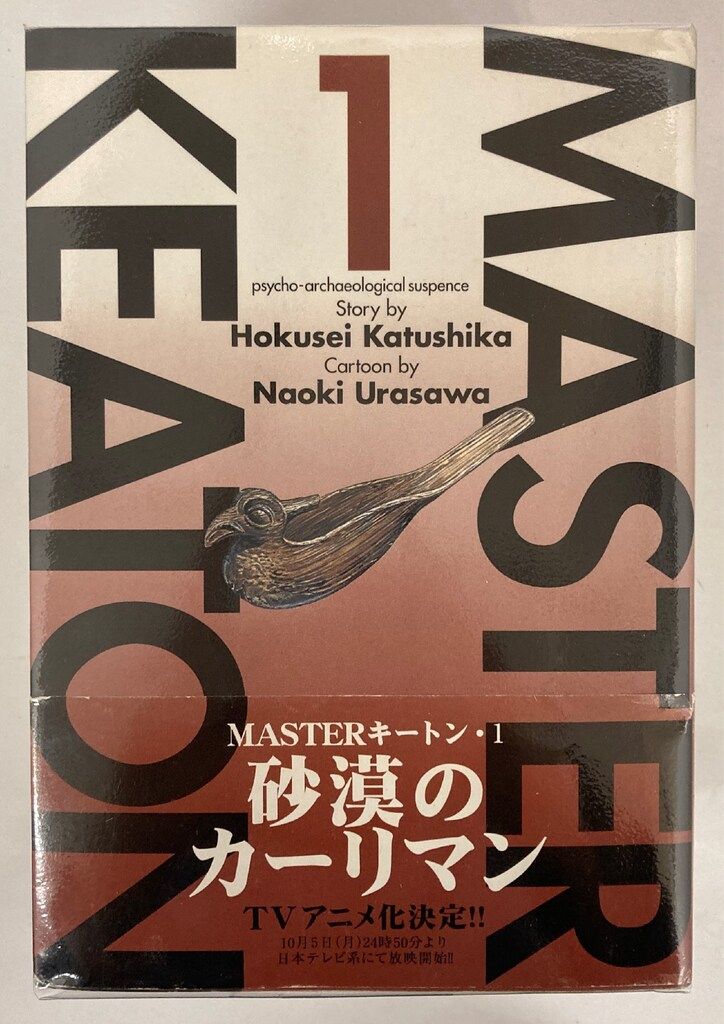 MASTER
KEATON
1
psycho-archaeological suspence
Story by
Hokusei Katushika
Cartoon by
Naoki Urasawa
MASTERキートン・1
砂漠の
カーリマン
TVアニメ化決定!!
10月5日(月)24時50分より
日本テレビ系にて放映開始!!